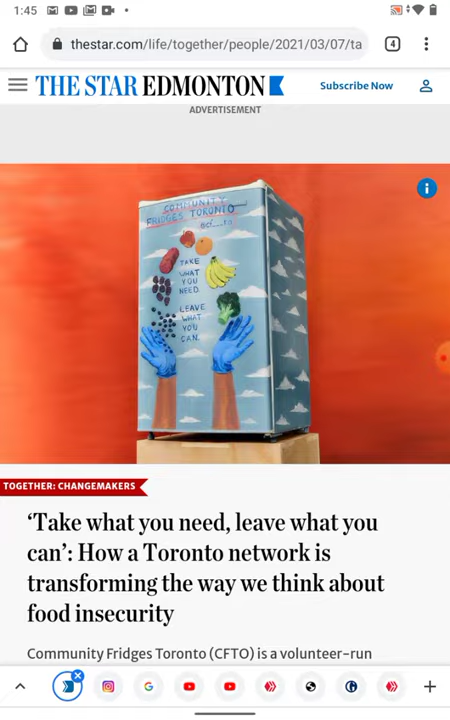 1:45
thestar.com/life/together/people/2021/03/07/ta
4
THE STAR EDMONTON
Subscribe Now
ADVERTISEMENT
COMMUNITY
FRIDGES TORONTO
TAKE
WHAT
YOU
NEED.
LEAVE
WHAT
YOU
CAN.
TOGETHER: CHANGEMAKERS
‘Take what you need, leave what you
can’: How a Toronto network is
transforming the way we think about
food insecurity
Community Fridges Toronto (CFTO) is a volunteer-run